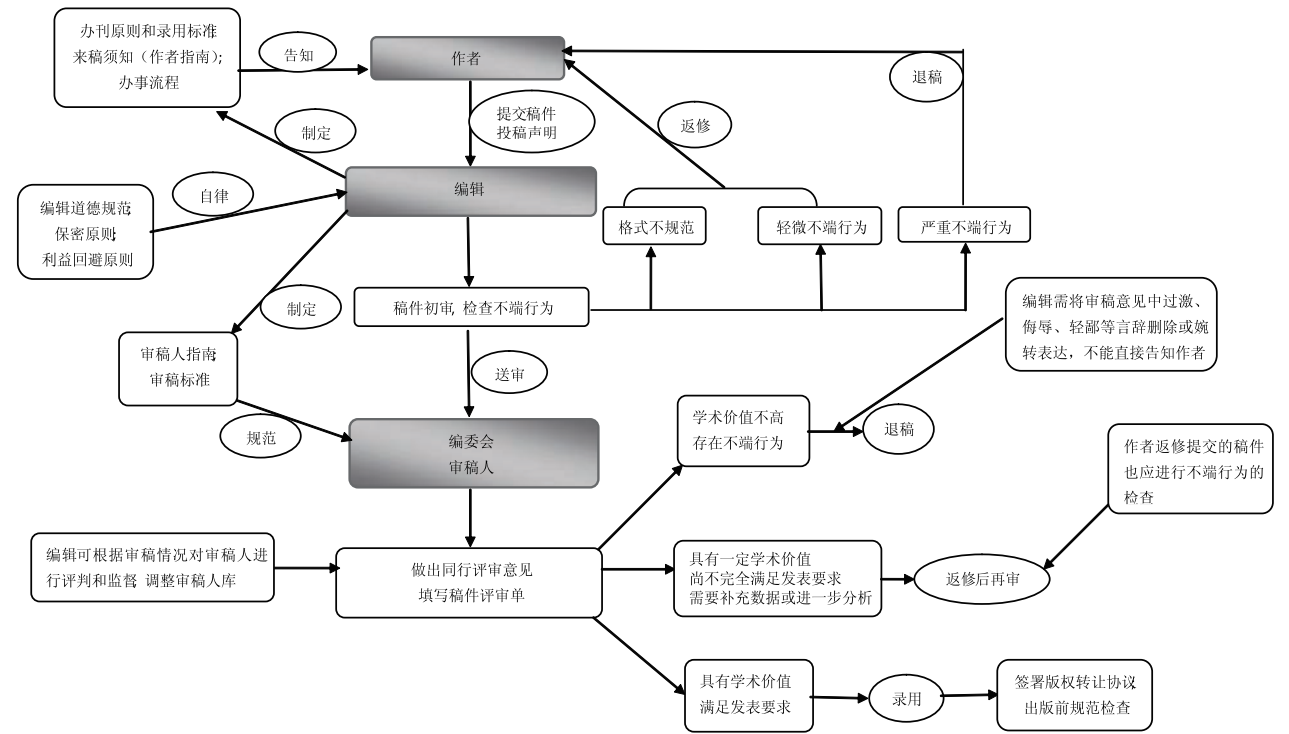 办刊原则和录用标准
来稿须知（作者指南）;
办事流程
告知
作者
退稿
制定
提交稿件
投稿声明
返修
自律
编辑
编辑道德规范;
保密原则;
利益回避原则
格式不规范
轻微不端行为
严重不端行为
制定
稿件初审, 检查不端行为
编辑需将审稿意见中过激、
侮辱、轻鄙等言辞删除或婉
转表达，不能直接告知作者
审稿人指南;
审稿标准
送审
规范
编委会
审稿人
学术价值不高
存在不端行为
退稿
作者返修提交的稿件
也应进行不端行为的
检查
编辑可根据审稿情况对审稿人进
行评判和监督, 调整审稿人库
做出同行评审意见
填写稿件评审单
具有一定学术价值
尚不完全满足发表要求
需要补充数据或进一步分析
返修后再审
具有学术价值
满足发表要求
录用
签署版权转让协议;
出版前规范检查